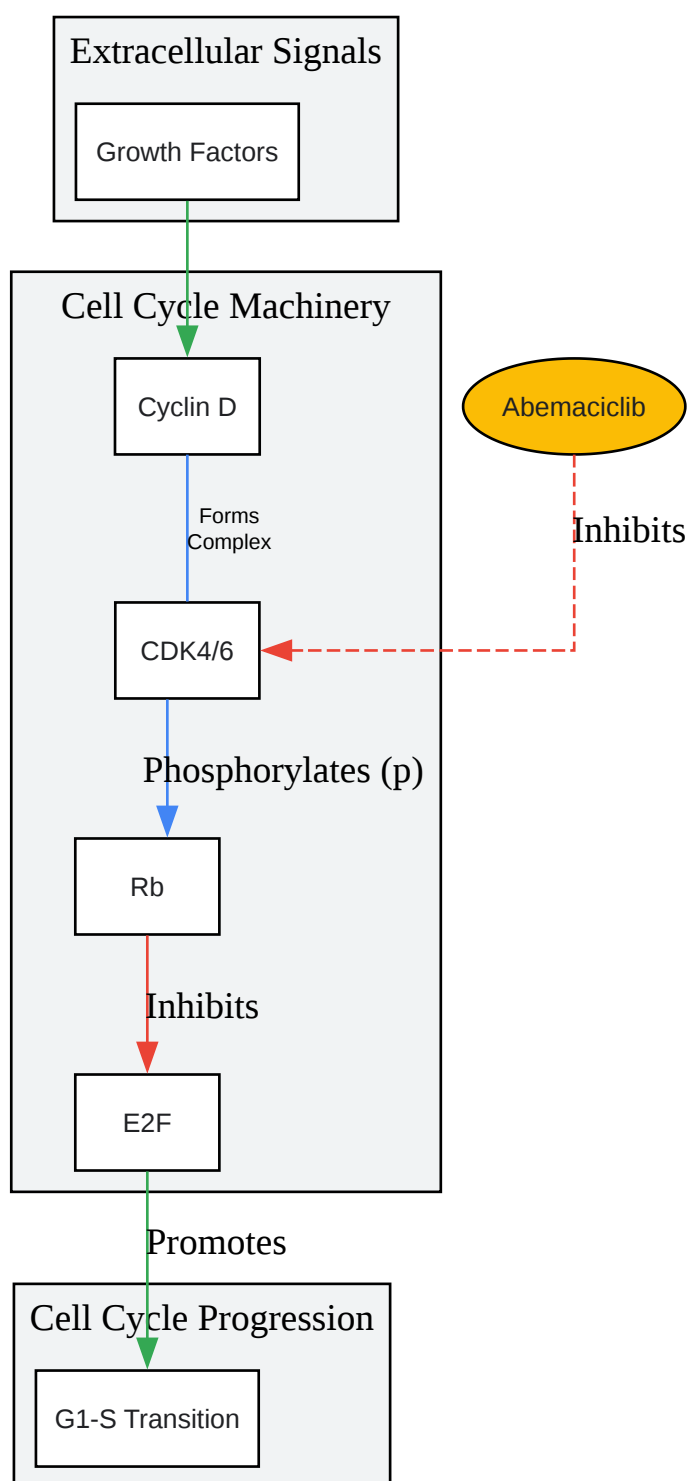 Extracellular Signals
Growth Factors
Cell Cycle Machinery
Cyclin D
Abemaciclib
Forms
Complex
Inhibits
CDK4/6
Phosphorylates (p)
Rb
Inhibits
E2F
Promotes
Cell Cycle Progression
G1-S Transition